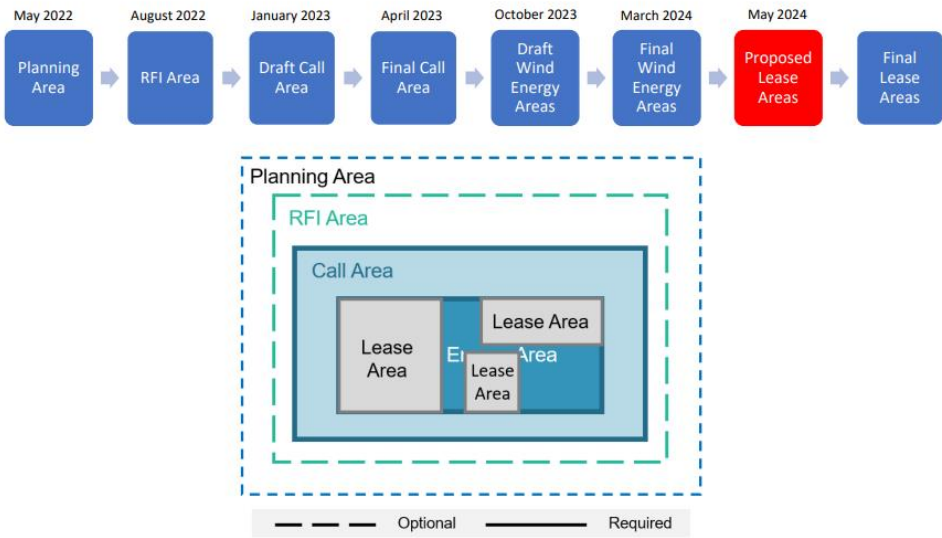 May 2022
August 2022
January 2023
April 2023
October 2023
March 2024
May 2024
Planning
Area
RFI Area
Draft Call
Area
Final Call
Area
Draft
Wind
Energy
Areas
Final
Wind
Energy
Areas
Proposed
Lease
Areas
Final
Lease
Areas
Planning Area
RFI Area
Call Area
Lease Area
Lease
Area
Area
Lease
Area
Optional
Required